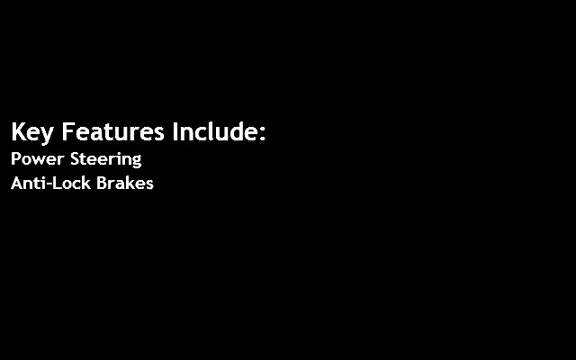 Key Features Include:
Power Steering
Anti-Lock Brakes